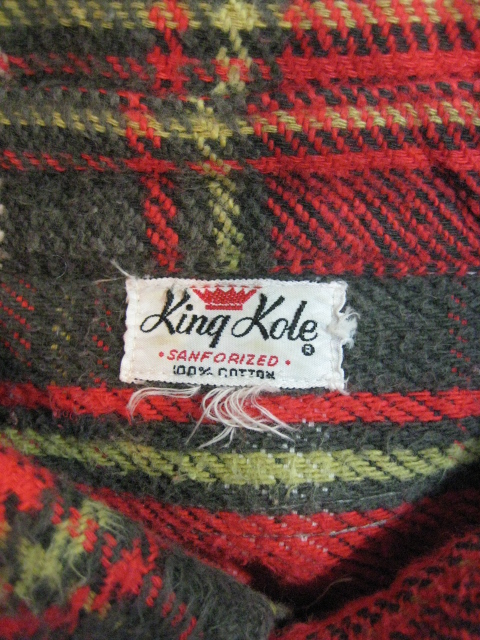 King Kole ®
• SANFORIZED •
100% COTTON